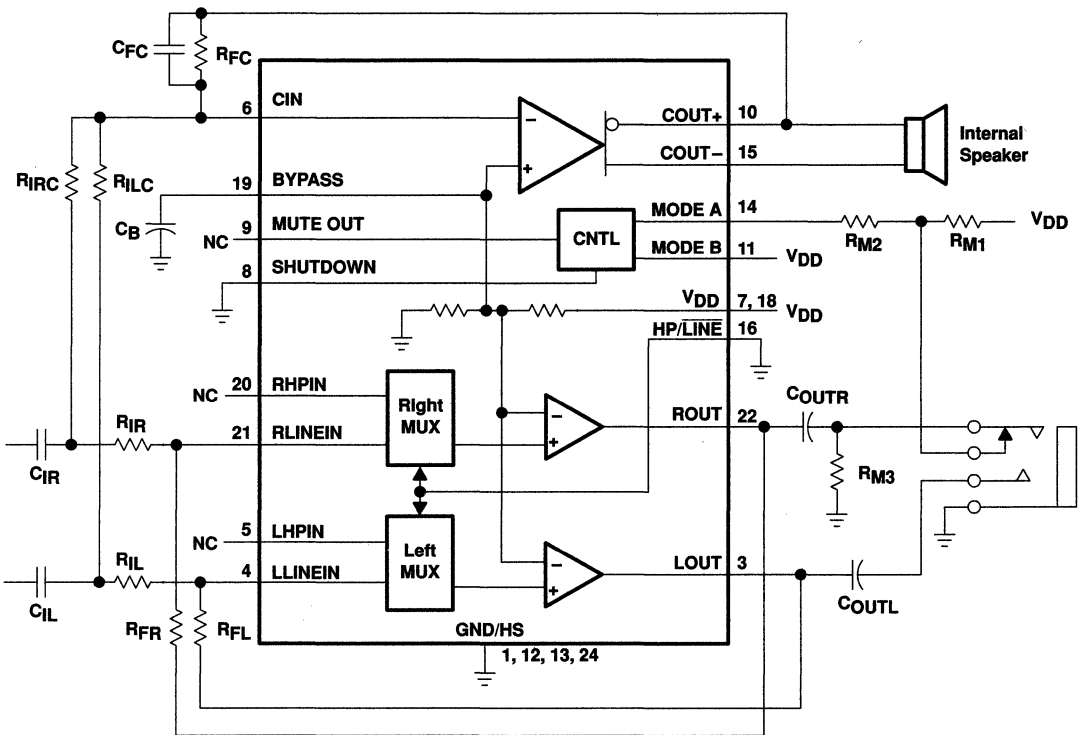 CFC
RFC
6
CIN
COUT+
10
COUT−
15
Internal
Speaker
RIRC
RILC
19
BYPASS
CB
9
MUTE OUT
NC
8
SHUTDOWN
CNTL
MODE A
14
MODE B
11
VDD
RM2
RM1
VDD
VDD
7, 18
VDD
HP/LINE
16
NC
20
RHPIN
Right
MUX
21
RLINEIN
RIR
CIR
ROUT
22
COUTR
RM3
NC
5
LHPIN
Left
MUX
4
LLINEIN
RIL
CIL
LOUT
3
COUTL
RFR
RFL
GND/HS
1, 12, 13, 24
−
+
−
+
−
+